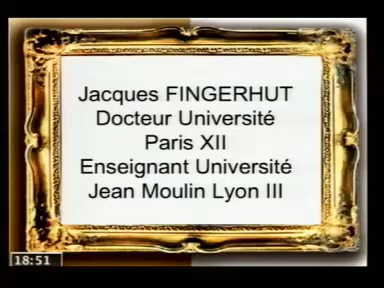 Jacques FINGERHUT
Docteur Université
Paris XII
Enseignant Université
Jean Moulin Lyon III
18:51